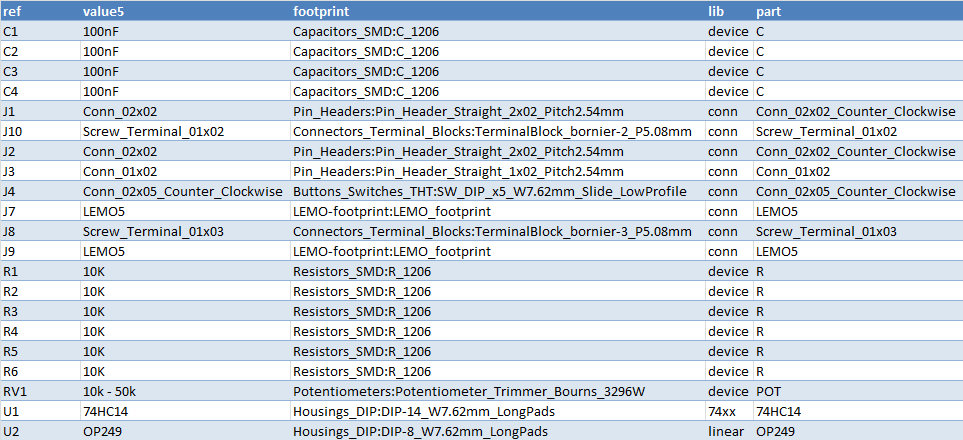 ref value5 footprint lib part
C1 100nF Capacitors_SMD:C_1206 device C
C2 100nF Capacitors_SMD:C_1206 device C
C3 100nF Capacitors_SMD:C_1206 device C
C4 100nF Capacitors_SMD:C_1206 device C
J1 Conn_02x02 Pin_Headers:Pin_Header_Straight_2x02_Pitch2.54mm conn Conn_02x02_Counter_Clockwise
J10 Screw_Terminal_01x02 Connectors_Terminal_Blocks:TerminalBlock_bornier-2_P5.08mm conn Screw_Terminal_01x02
J2 Conn_02x02 Pin_Headers:Pin_Header_Straight_2x02_Pitch2.54mm conn Conn_02x02_Counter_Clockwise
J3 Conn_01x02 Pin_Headers:Pin_Header_Straight_1x02_Pitch2.54mm conn Conn_01x02
J4 Conn_02x05_Counter_Clockwise Buttons_Switches_THT:SW_DIP_x5_W7.62mm_Slide_LowProfile conn Conn_02x05_Counter_Clockwise
J7 LEMO5 LEMO-footprint:LEMO_footprint conn LEMO5
J8 Screw_Terminal_01x03 Connectors_Terminal_Blocks:TerminalBlock_bornier-3_P5.08mm conn Screw_Terminal_01x03
J9 LEMO5 LEMO-footprint:LEMO_footprint conn LEMO5
R1 10K Resistors_SMD:R_1206 device R
R2 10K Resistors_SMD:R_1206 device R
R3 10K Resistors_SMD:R_1206 device R
R4 10K Resistors_SMD:R_1206 device R
R5 10K Resistors_SMD:R_1206 device R
R6 10K Resistors_SMD:R_1206 device R
RV1 10k - 50k Potentiometers:Potentiometer_Trimmer_Bourns_3296W device POT
U1 74HC14 Housings_DIP:DIP-14_W7.62mm_LongPads 74xx 74HC14
U2 OP249 Housings_DIP:DIP-8_W7.62mm_LongPads linear OP249